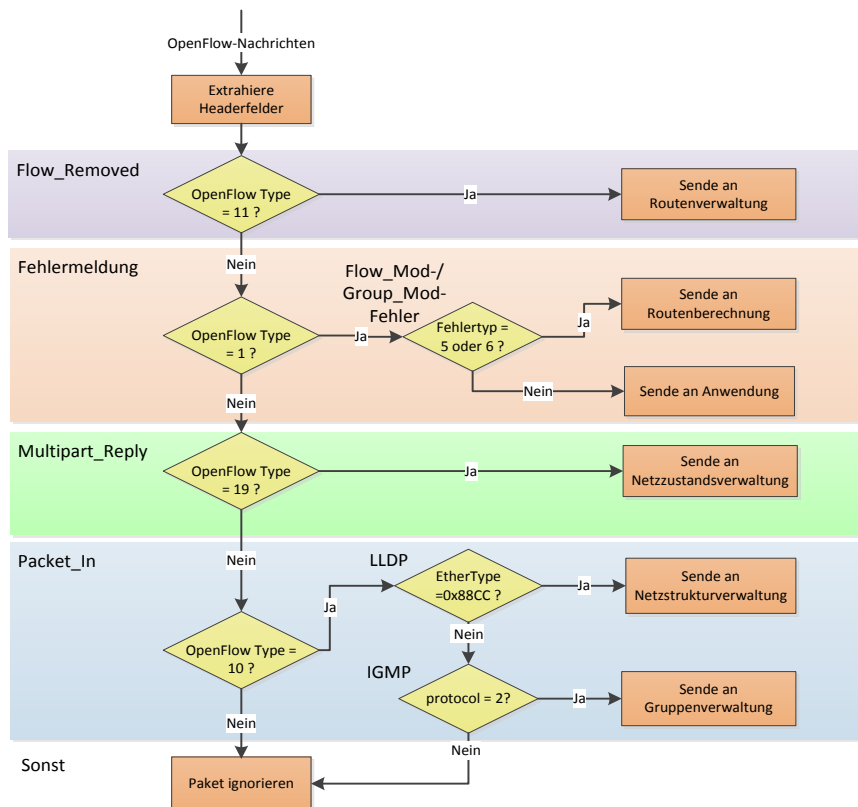 OpenFlow-Nachrichten
Extrahiere
Headerfelder
Flow_Removed
OpenFlow Type
= 11 ?
Ja
Sende an
Routenverwaltung
Nein
Fehlermeldung
OpenFlow Type
= 1 ?
Ja
Flow_Mod-/
Group_Mod-
Fehler
Fehlertyp =
5 oder 6 ?
Ja
Sende an
Routenberechnung
Nein
Sende an Anwendung
Nein
Multipart_Reply
OpenFlow Type
= 19 ?
Ja
Sende an
Netzzustandsverwaltung
Nein
Packet_In
OpenFlow Type =
10 ?
Ja
LLDP
EtherType
=0x88CC ?
Ja
Sende an
Netzstrukturverwaltung
Nein
IGMP
protocol = 2?
Ja
Sende an
Gruppenverwaltung
Nein
Nein
Sonst
Paket ignorieren